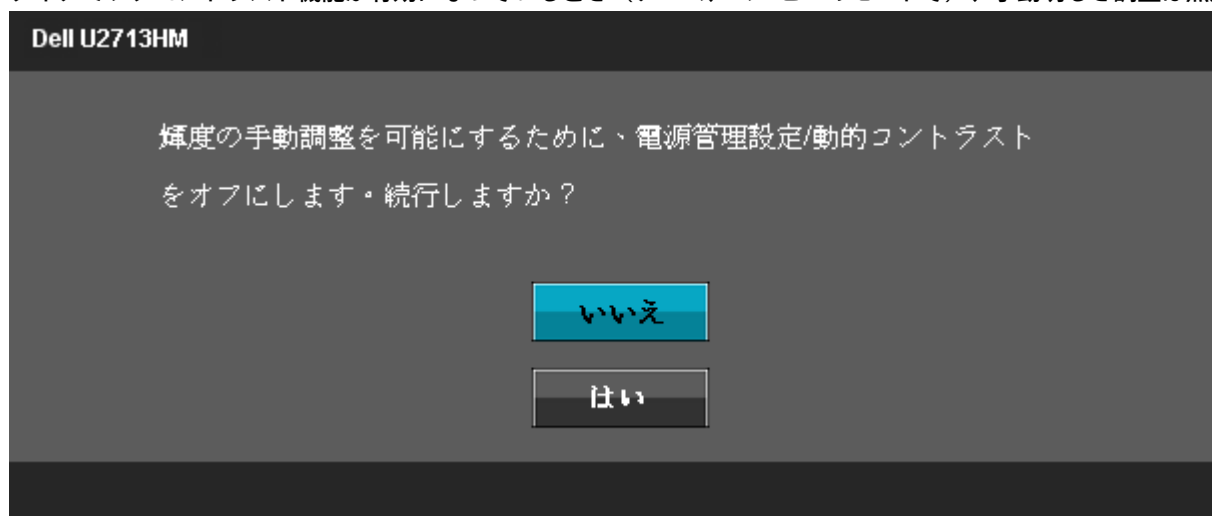 Dell U2713HM
輝度の手動調整を可能にするために、電源管理設定/動的コントラスト
をオフにします・続行しますか？
いいえ
はい